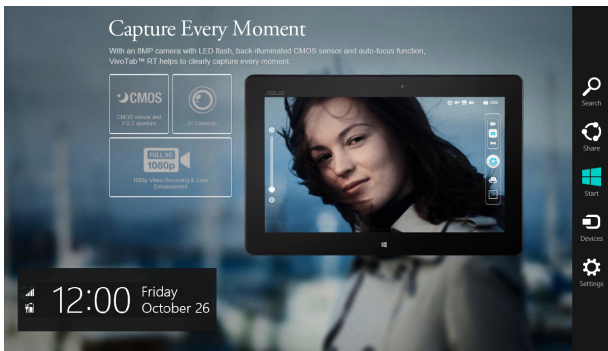 Capture Every Moment
With an 8MP camera with LED flash, back-illuminated CMOS sensor and auto-focus function,
VivoTab™ RT helps to clearly capture every moment.
CMOS
CMOS sensor and
F/2.2 aperture
2+ Cameras
FULL HD
1080p
1080p Video Recording & Color
Enhancement
ASUS
Search
Share
Start
Devices
Settings
12:00
Friday
October 26